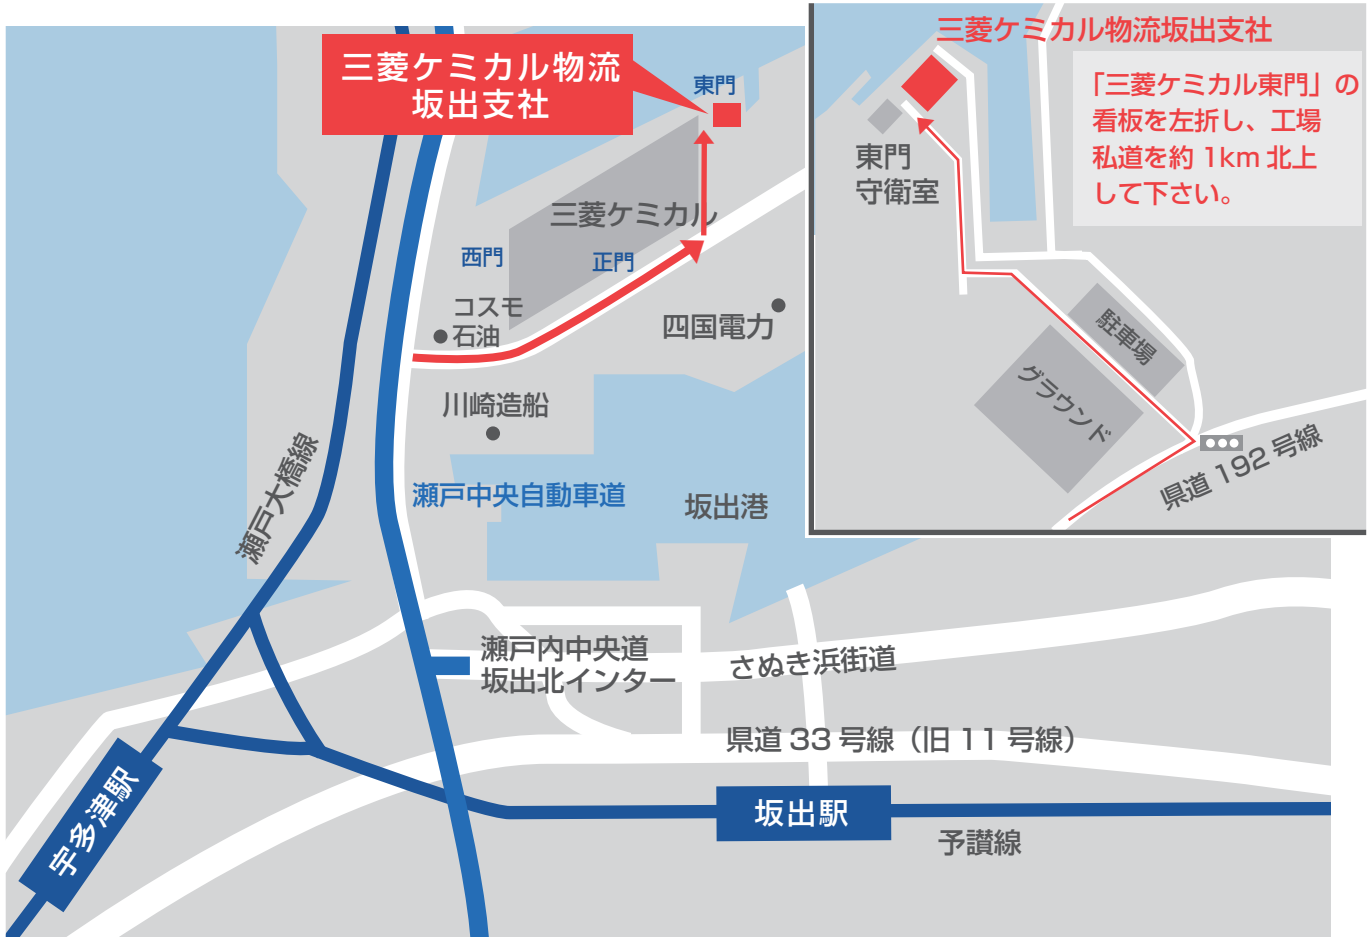 三菱ケミカル物流
坂出支社
東門
三菱ケミカル
西門
正門
コスモ
石油
四国電力
川崎造船
瀬戸大橋線
瀬戸中央自動車道
坂出港
瀬戸内中央道
坂出北インター
さぬき浜街道
県道 33 号線（旧 11 号線）
宇多津駅
坂出駅
予讃線
三菱ケミカル物流坂出支社
「三菱ケミカル東門」の
看板を左折し、工場
私道を約 1km 北上
して下さい。
東門
守衛室
駐車場
グラウンド
県道 192 号線